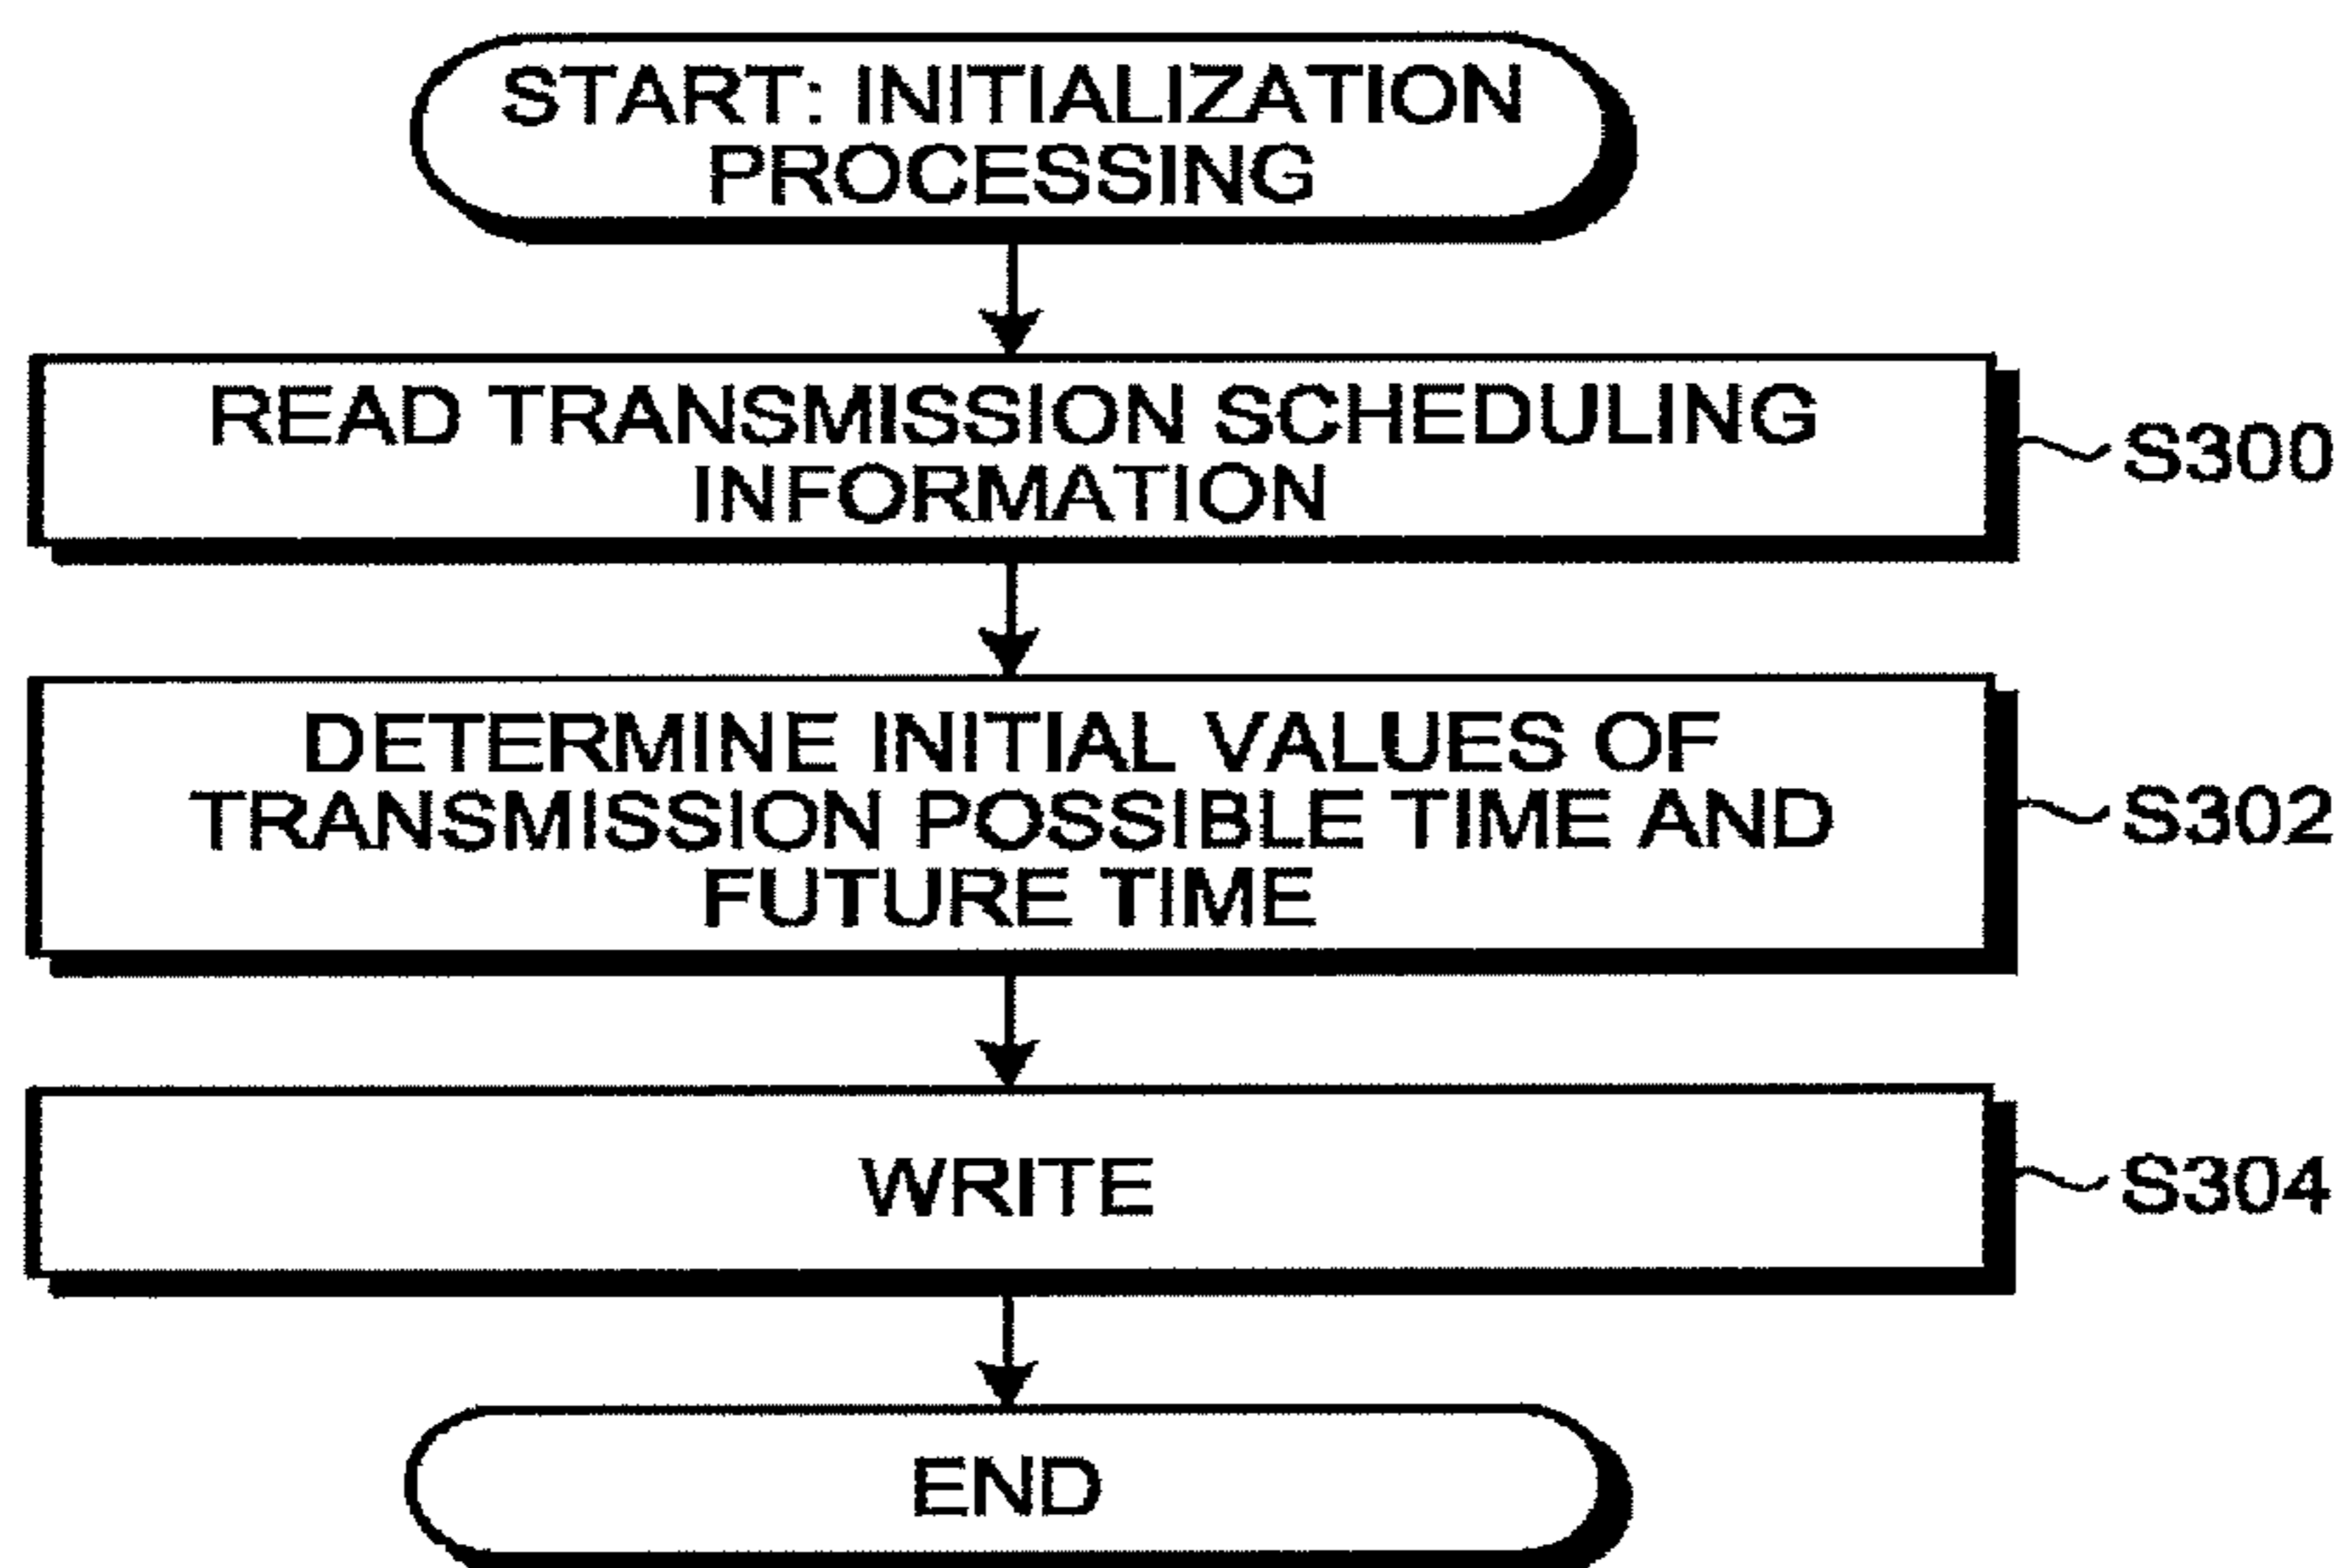 START: INITIALIZATION
PROCESSING
READ TRANSMISSION SCHEDULING
INFORMATION
S300
DETERMINE INITIAL VALUES OF
TRANSMISSION POSSIBLE TIME AND
FUTURE TIME
S302
WRITE
S304
END